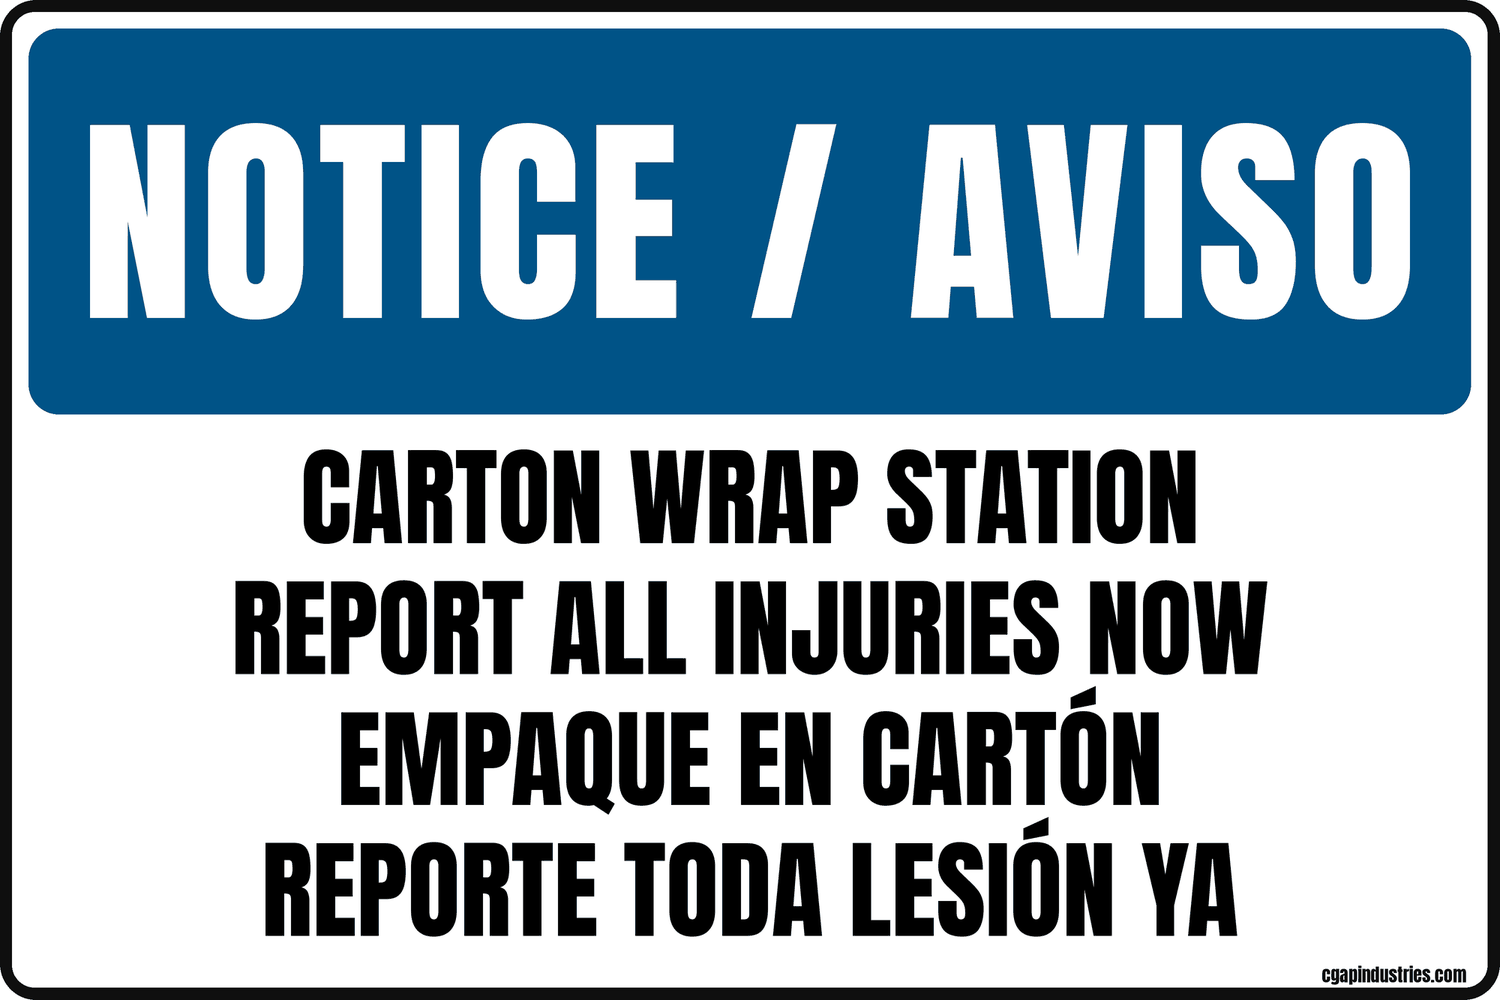 NOTICE / AVISO
CARTON WRAP STATION
REPORT ALL INJURIES NOW
EMPAQUE EN CARTÓN
REPORTE TODA LESIÓN YA
cgapindustries.com